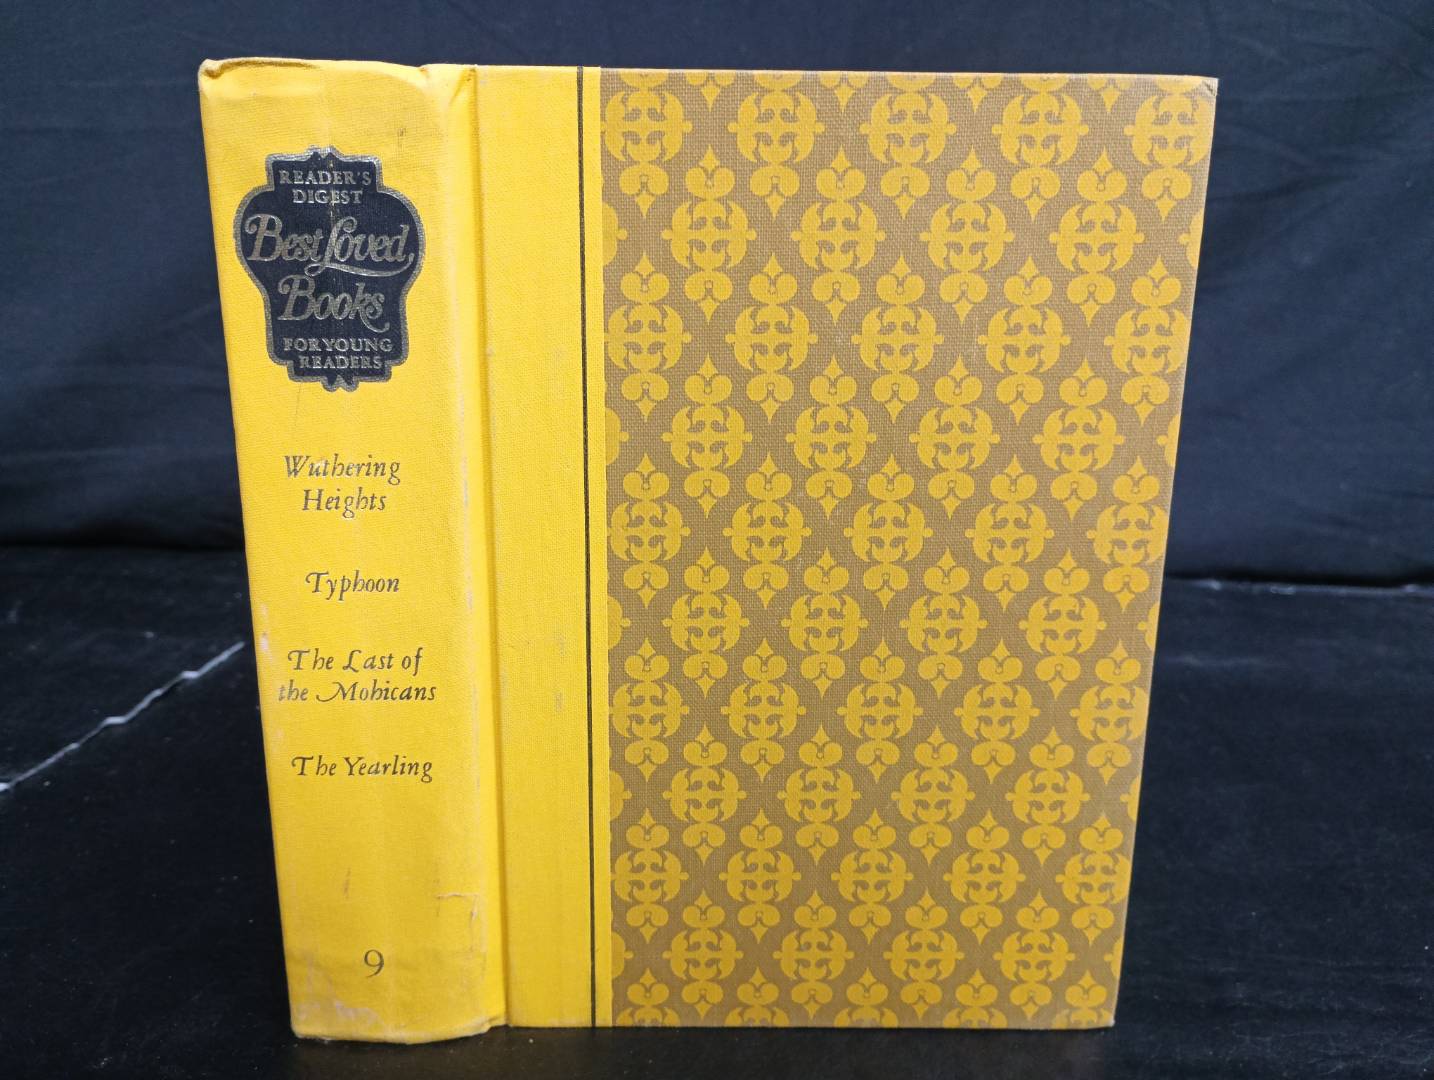 READER'S
DIGEST
Best Loved
Books
FOR YOUNG
READERS
Wuthering
Heights
Typhoon
The Last of
the Mohicans
The Yearling
9